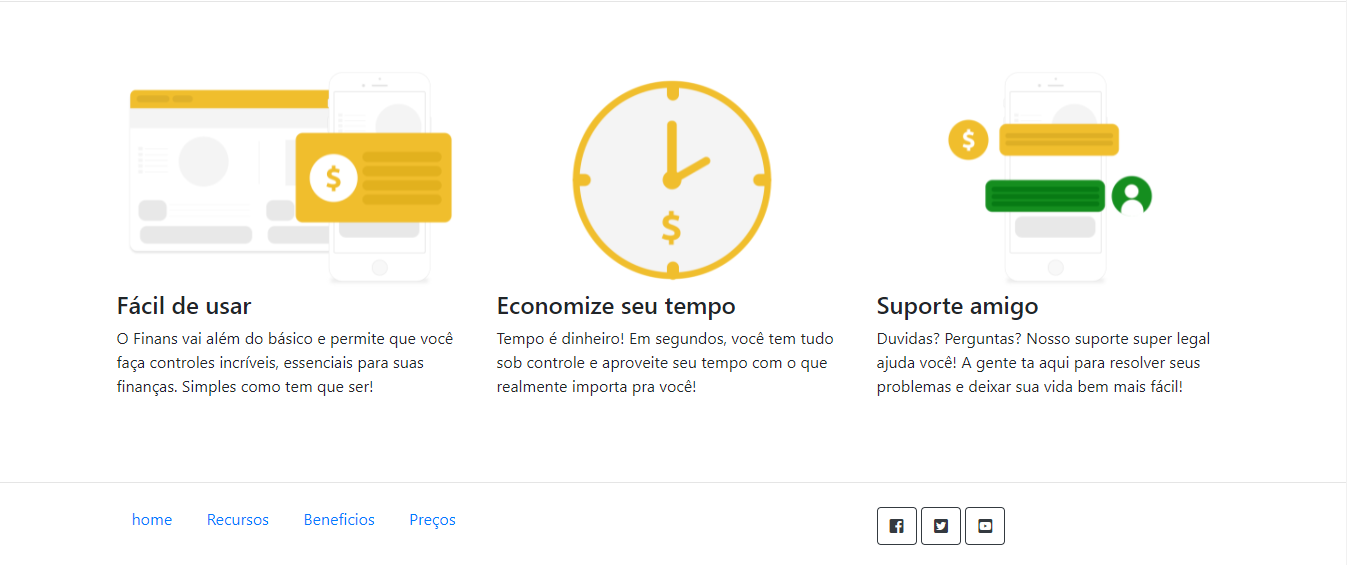 $
$
$
Fácil de usar
O Finans vai além do básico e permite que você
faça controles incríveis, essenciais para suas
finanças. Simples como tem que ser!
Economize seu tempo
Tempo é dinheiro! Em segundos, você tem tudo
sob controle e aproveite seu tempo com o que
realmente importa pra você!
Suporte amigo
Duvidas? Perguntas? Nosso suporte super legal
ajuda você! A gente ta aqui para resolver seus
problemas e deixar sua vida bem mais fácil!
home Recursos Beneficios Preços